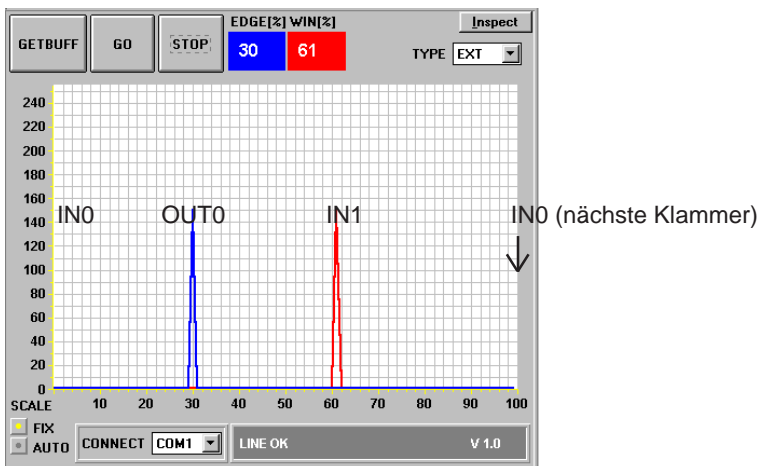 EDGE[%] WIN[%]
Inspect
GETBUFF GO STOP 30 61
TYPE EXT
240
220
200
180
160
140
120
100
80
60
40
20
0
IN0 OUT0 IN1 IN0 (nächste Klammer)
SCALE 10 20 30 40 50 60 70 80 90 100
FIX
AUTO CONNECT COM1 LINE OK V 1.0